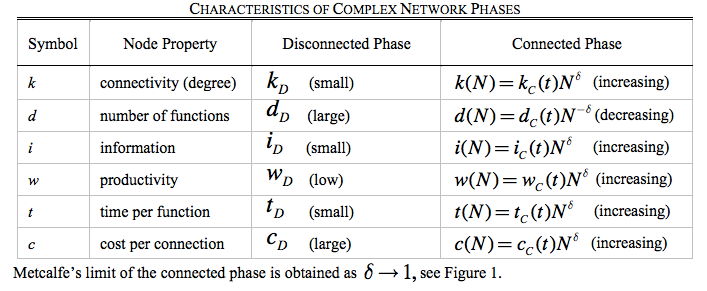 CHARACTERISTICS OF COMPLEX NETWORK PHASES
Symbol Node Property Disconnected Phase Connected Phase
k connectivity (degree) k_D (small) k(N)=k_C(t)N^δ (increasing)
d number of functions d_D (large) d(N)=d_C(t)N^−δ (decreasing)
i information i_D (small) i(N)=i_C(t)N^δ (increasing)
w productivity w_D (low) w(N)=w_C(t)N^δ (increasing)
t time per function t_D (small) t(N)=t_C(t)N^δ (increasing)
c cost per connection c_D (large) c(N)=c_C(t)N^δ (increasing)
Metcalfe's limit of the connected phase is obtained as δ → 1, see Figure 1.